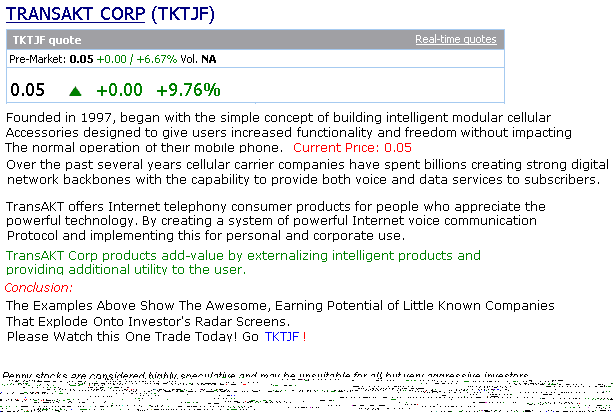 TRANSAKT CORP (TKTJF)
TKTJF quote Real-time quotes
Pre-Market: 0.05 +0.00 / +6.67% Vol. NA
0.05 ▲ +0.00 +9.76%
Founded in 1997, began with the simple concept of building intelligent modular cellular
Accessories designed to give users increased functionality and freedom without impacting
The normal operation of their mobile phone. Current Price: 0.05
Over the past several years cellular carrier companies have spent billions creating strong digital
network backbones with the capability to provide both voice and data services to subscribers.
TransAKT offers Internet telephony consumer products for people who appreciate the
powerful technology. By creating a system of powerful Internet voice communication
Protocol and implementing this for personal and corporate use.
TransAKT Corp products add-value by externalizing intelligent products and
providing additional utility to the user.
Conclusion:
The Examples Above Show The Awesome, Earning Potential of Little Known Companies
That Explode Onto Investor's Radar Screens.
Please Watch this One Trade Today! Go TKTJF !
Penny stocks are considered highly speculative and may be unsuitable for all but very aggressive investors.